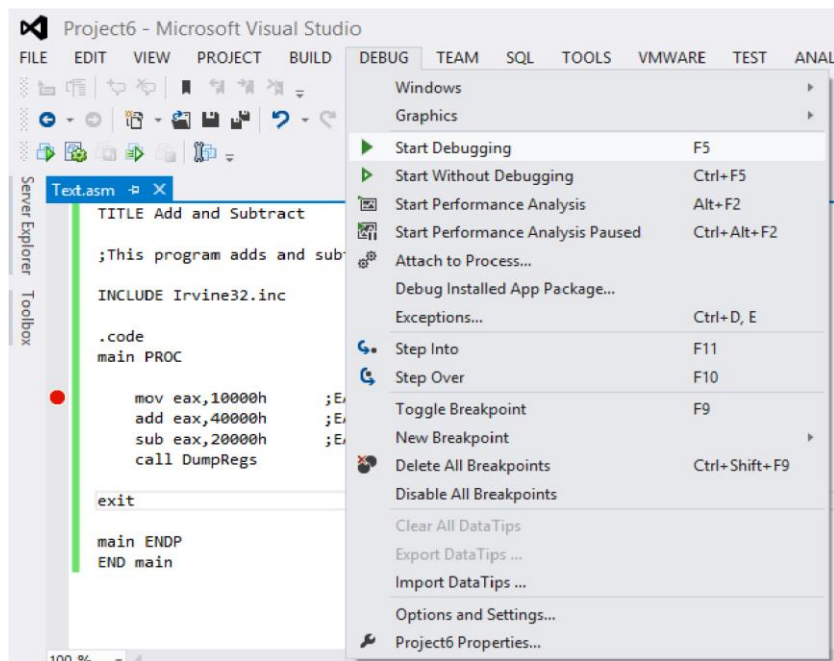 Project6 - Microsoft Visual Studio
FILE EDIT VIEW PROJECT BUILD DEBUG TEAM SQL TOOLS VMWARE TEST ANAL
Windows
Graphics
Start Debugging F5
Start Without Debugging Ctrl+F5
Start Performance Analysis Alt+F2
Start Performance Analysis Paused Ctrl+Alt+F2
Attach to Process...
Debug Installed App Package...
Exceptions... Ctrl+D, E
Step Into F11
Step Over F10
Toggle Breakpoint F9
New Breakpoint
Delete All Breakpoints Ctrl+Shift+F9
Disable All Breakpoints
Clear All DataTips
Export DataTips ...
Import DataTips ...
Options and Settings...
Project6 Properties...
Server Explorer
Toolbox
Text.asm
TITLE Add and Subtract
;This program adds and sub
INCLUDE Irvine32.inc
.code
main PROC
mov eax,10000h ;EA
add eax,40000h ;EA
sub eax,20000h ;EA
call DumpRegs
exit
main ENDP
END main
100 %